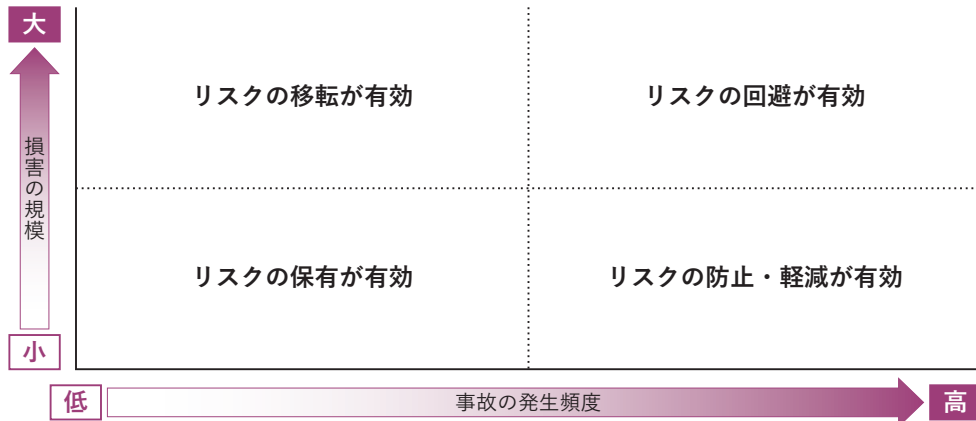 大
リスクの移転が有効
リスクの回避が有効
損害の規模
リスクの保有が有効
リスクの防止・軽減が有効
小
低
事故の発生頻度
高